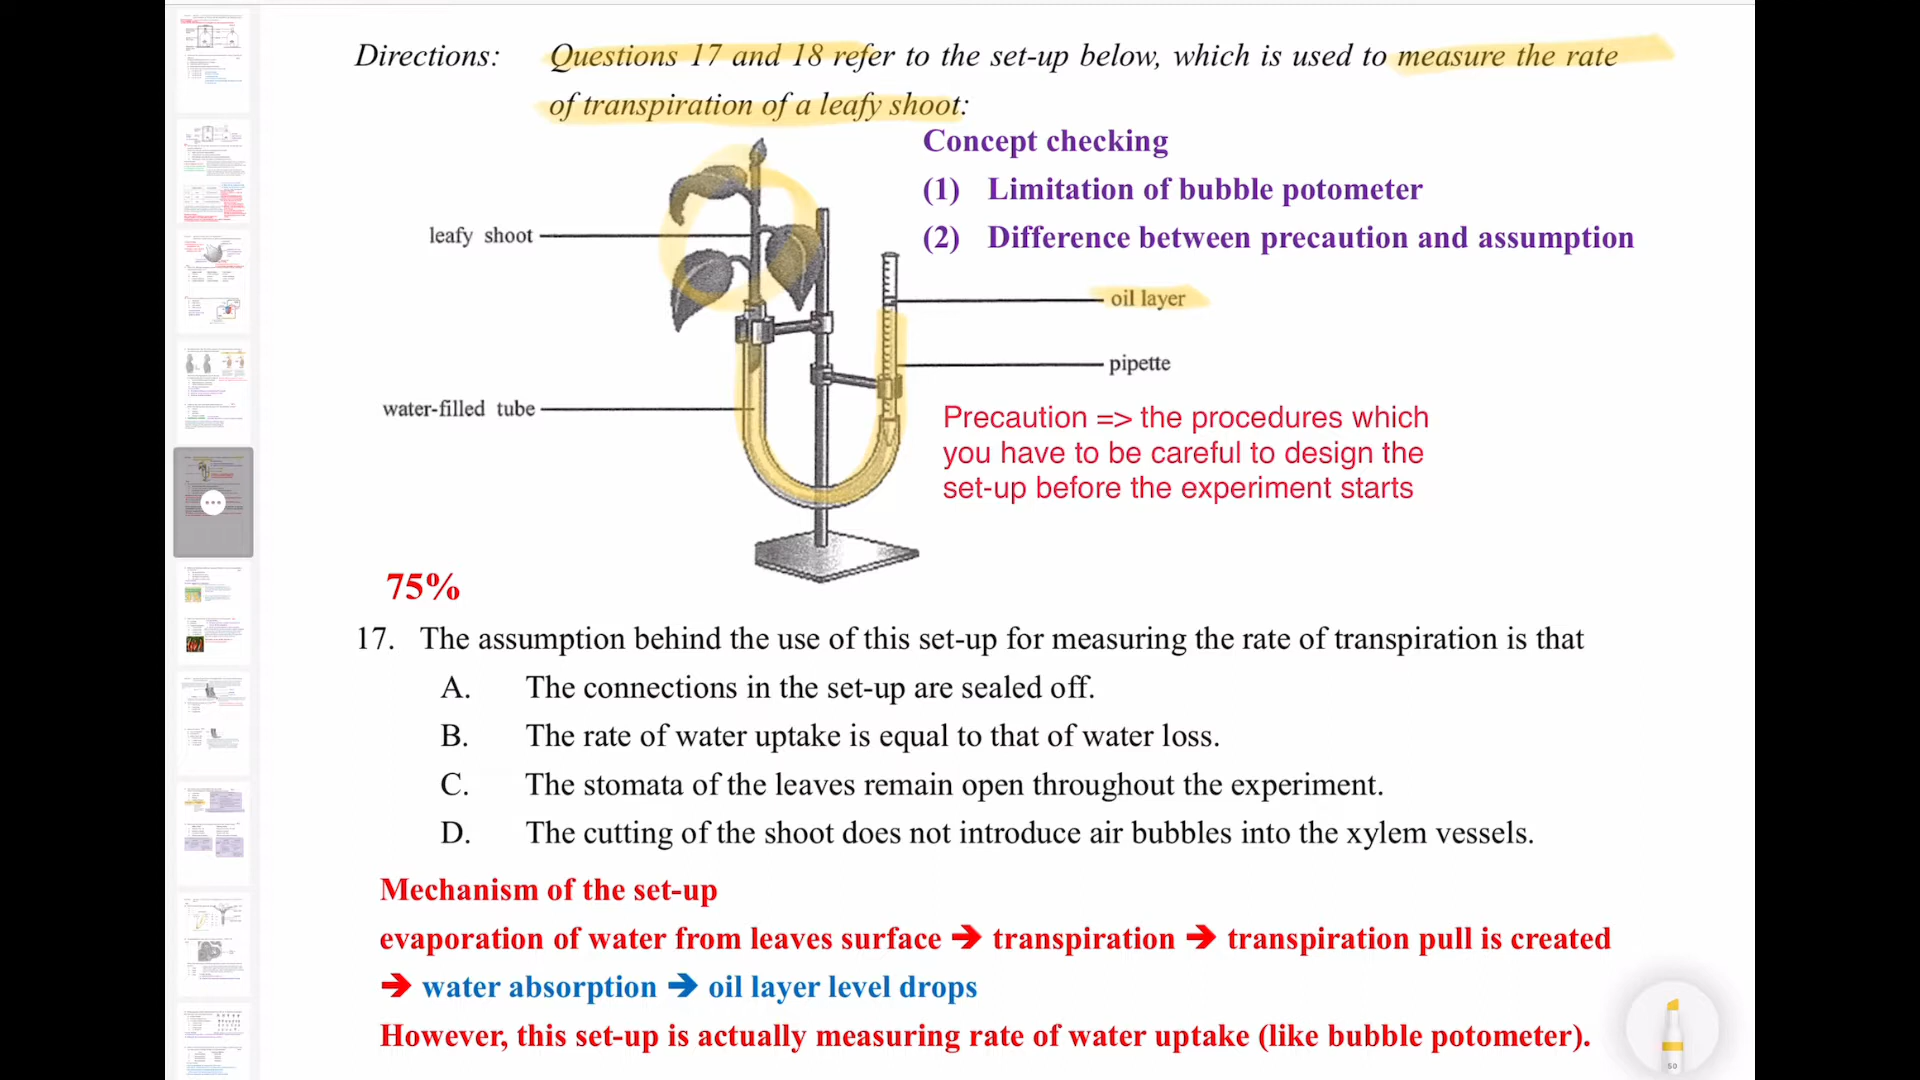 Directions: Questions 17 and 18 refer to the set-up below, which is used to measure the rate
of transpiration of a leafy shoot:
Concept checking
(1) Limitation of bubble potometer
(2) Difference between precaution and assumption
leafy shoot
oil layer
pipette
water-filled tube
Precaution => the procedures which
you have to be careful to design the
set-up before the experiment starts
75%
17. The assumption behind the use of this set-up for measuring the rate of transpiration is that
A. The connections in the set-up are sealed off.
B. The rate of water uptake is equal to that of water loss.
C. The stomata of the leaves remain open throughout the experiment.
D. The cutting of the shoot does not introduce air bubbles into the xylem vessels.
Mechanism of the set-up
evaporation of water from leaves surface ➔ transpiration ➔ transpiration pull is created
➔ water absorption ➔ oil layer level drops
However, this set-up is actually measuring rate of water uptake (like bubble potometer).
50